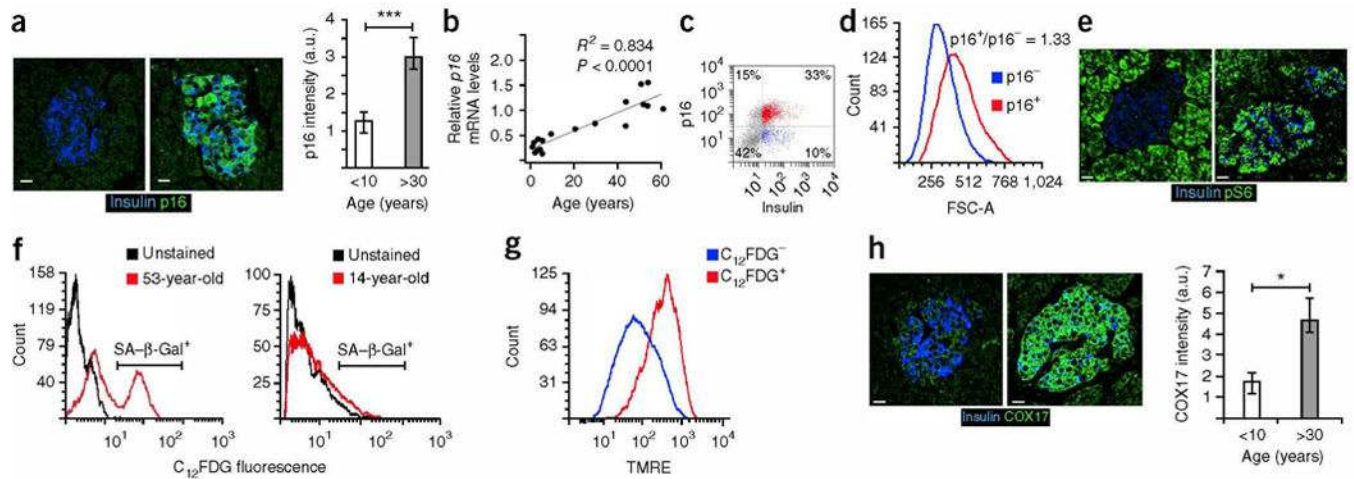 a
p16 intensity (a.u.)
4
3
2
1
0
***
<10 >30
Age (years)
Insulin p16
b
Relative p16
mRNA levels
R² = 0.834
P < 0.0001
2.0
1.5
1.0
0.5
0 10 20 30 40 50 60
Age (years)
c
p16
10⁴
10³
10²
10¹
15% 33%
42% 10%
10¹ 10² 10³ 10⁴
Insulin
d
Count
165
124
83
41
p16⁺/p16⁻ = 1.33
p16⁻
p16⁺
256 512 768 1,024
FSC-A
e
Insulin pS6
f
Count
158
119
79
40
Unstained
53-year-old
SA–β-Gal⁺
10¹ 10² 10³
100
75
50
25
Unstained
14-year-old
SA–β-Gal⁺
10¹ 10² 10³
C₁₂FDG fluorescence
g
C₁₂FDG⁻
C₁₂FDG⁺
Count
125
94
63
31
10¹ 10² 10³ 10⁴
TMRE
h
Insulin COX17
COX17 intensity (a.u.)
7
6
5
4
3
2
1
0
*
<10 >30
Age (years)